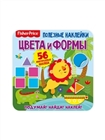 Fisher-Price
ПОЛЕЗНЫЕ НАКЛЕЙКИ
ЦВЕТА И ФОРМЫ
56
ПОДУМАЙ! НАЙДИ! НАКЛЕЙ!